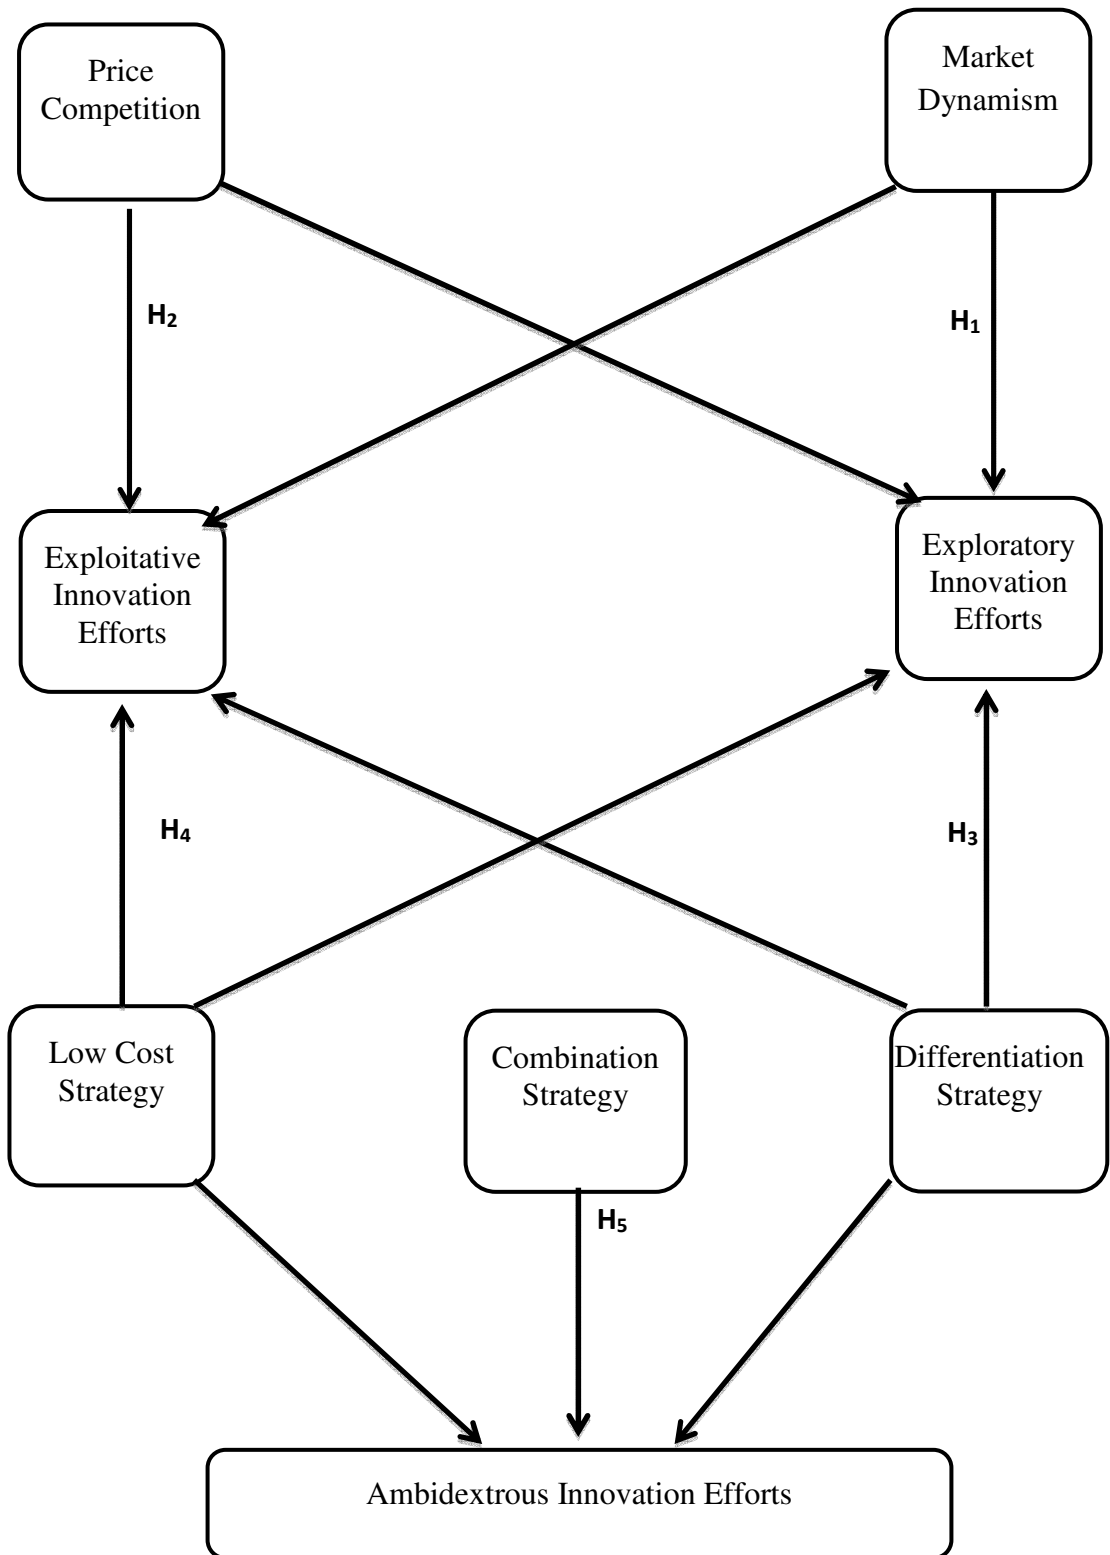 Price
Competition
Market
Dynamism
H₂
H₁
Exploitative
Innovation
Efforts
Exploratory
Innovation
Efforts
H₄
H₃
Low Cost
Strategy
Combination
Strategy
Differentiation
Strategy
H₅
Ambidextrous Innovation Efforts